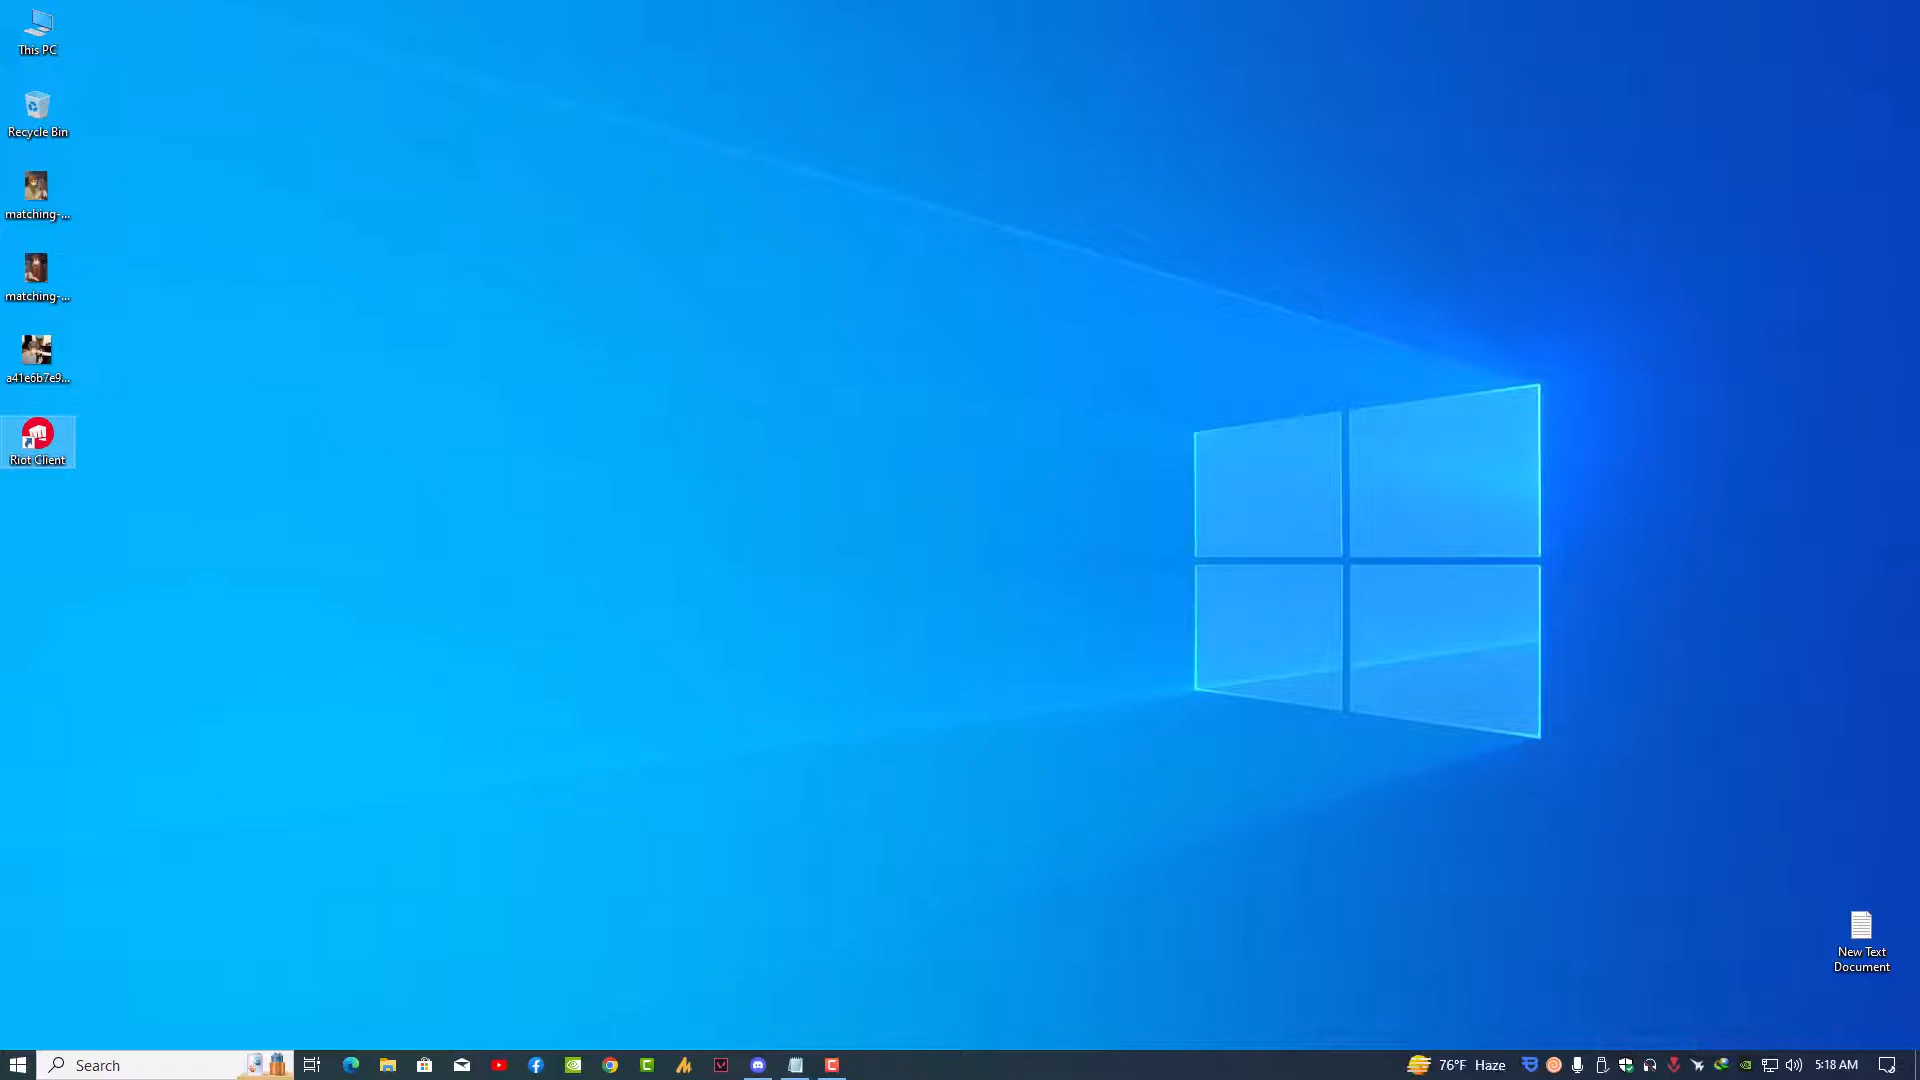 This PC
Recycle Bin
matching-...
matching-...
a41e6b7e9...
Riot Client
New Text
Document
Search
76°F Haze
5:18 AM